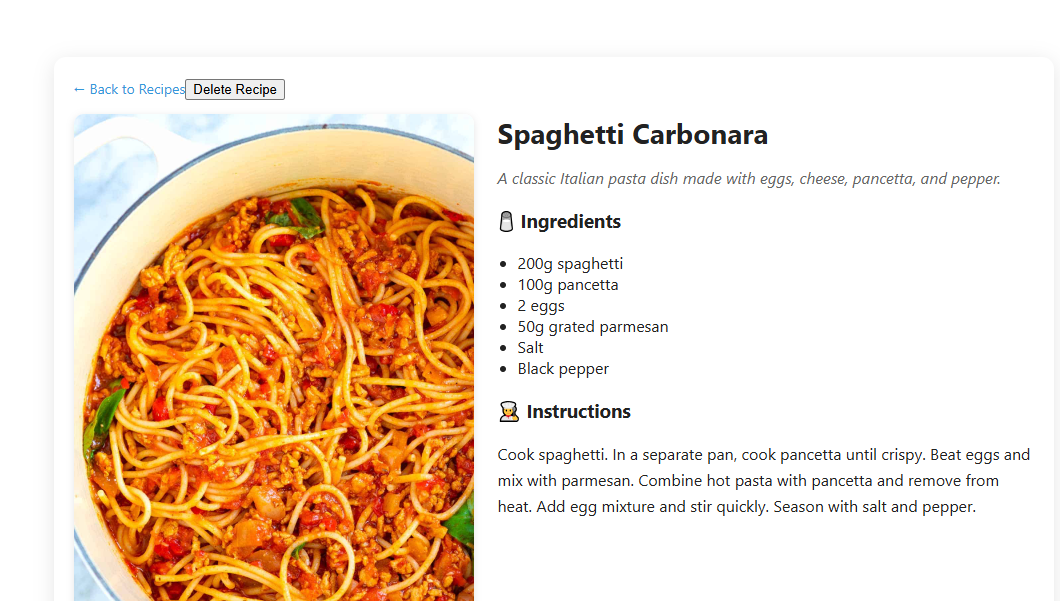 ← Back to Recipes Delete Recipe
Spaghetti Carbonara
A classic Italian pasta dish made with eggs, cheese, pancetta, and pepper.
🧂 Ingredients
• 200g spaghetti
• 100g pancetta
• 2 eggs
• 50g grated parmesan
• Salt
• Black pepper
🧑‍🍳 Instructions
Cook spaghetti. In a separate pan, cook pancetta until crispy. Beat eggs and
mix with parmesan. Combine hot pasta with pancetta and remove from
heat. Add egg mixture and stir quickly. Season with salt and pepper.